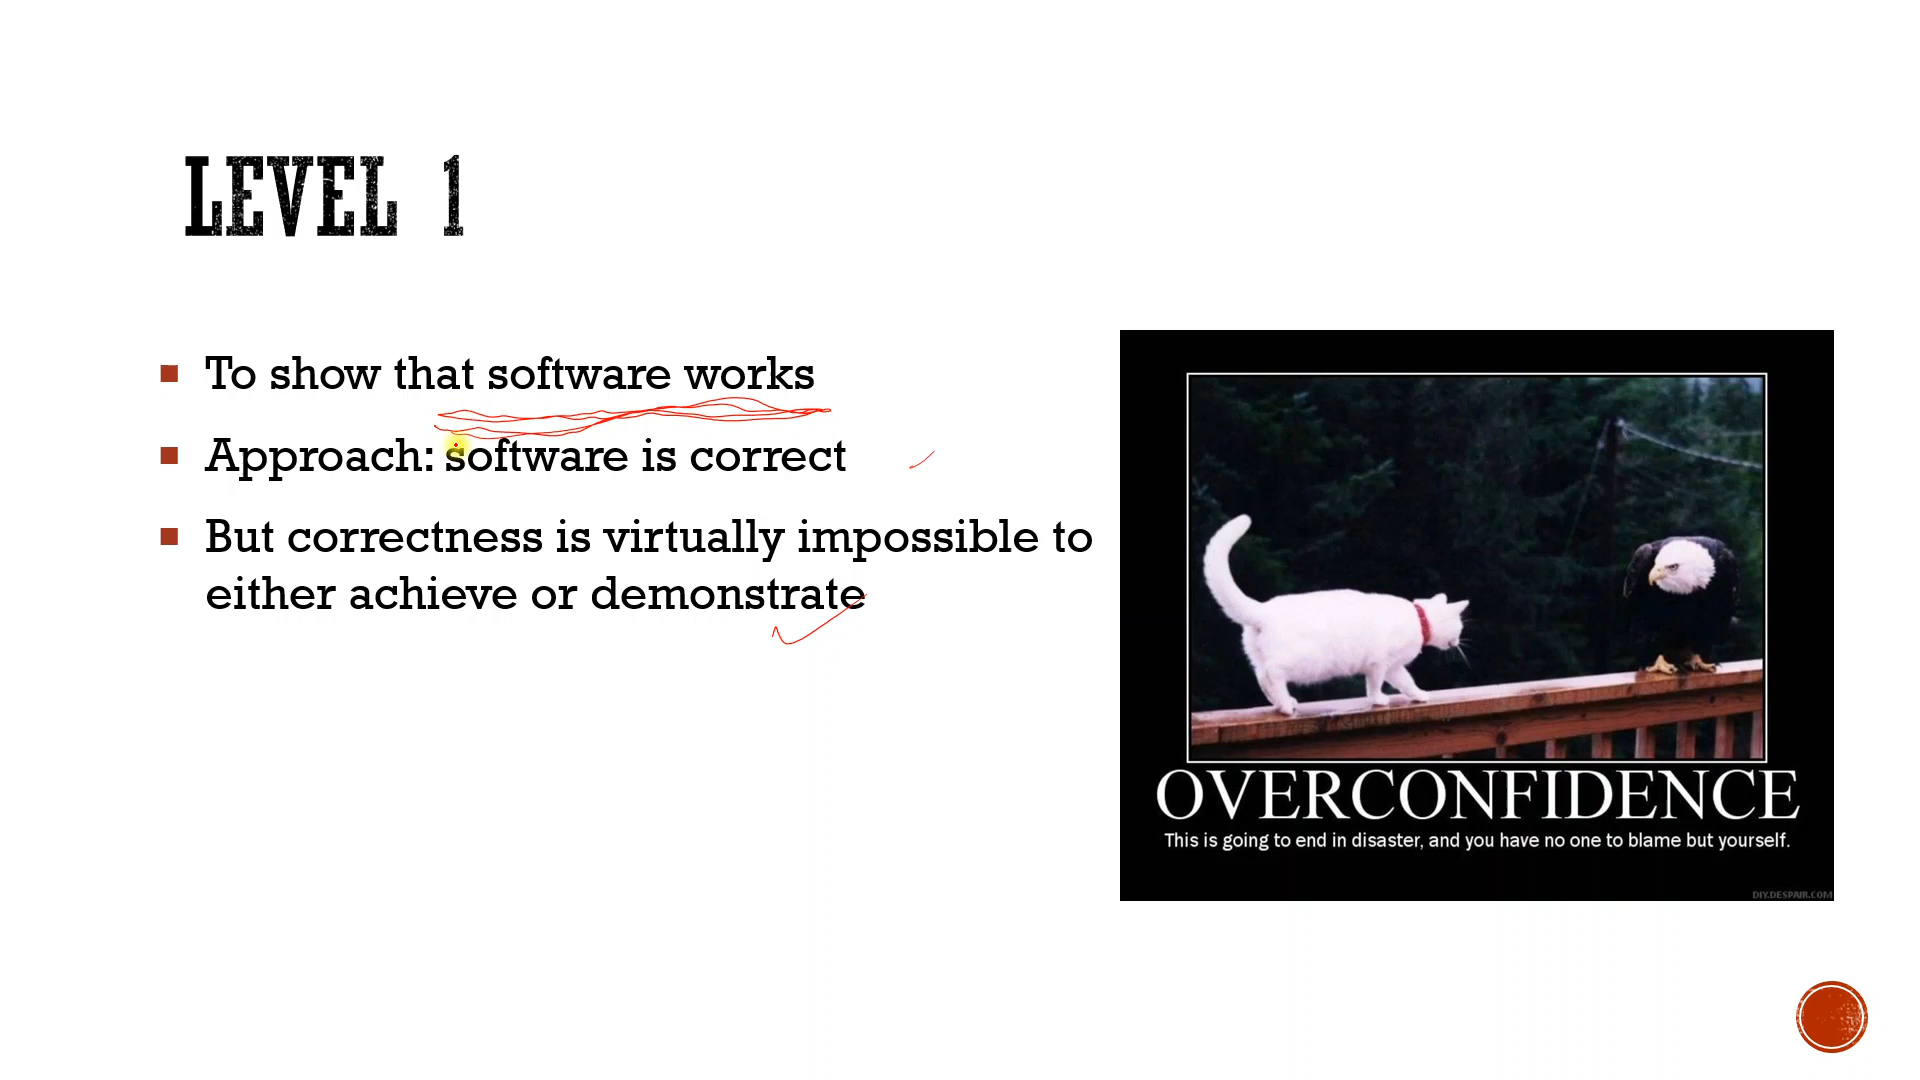 LEVEL 1
To show that software works
Approach: software is correct
But correctness is virtually impossible to
either achieve or demonstrate
OVERCONFIDENCE
This is going to end in disaster, and you have no one to blame but yourself.
DIY.DESPAIR.COM